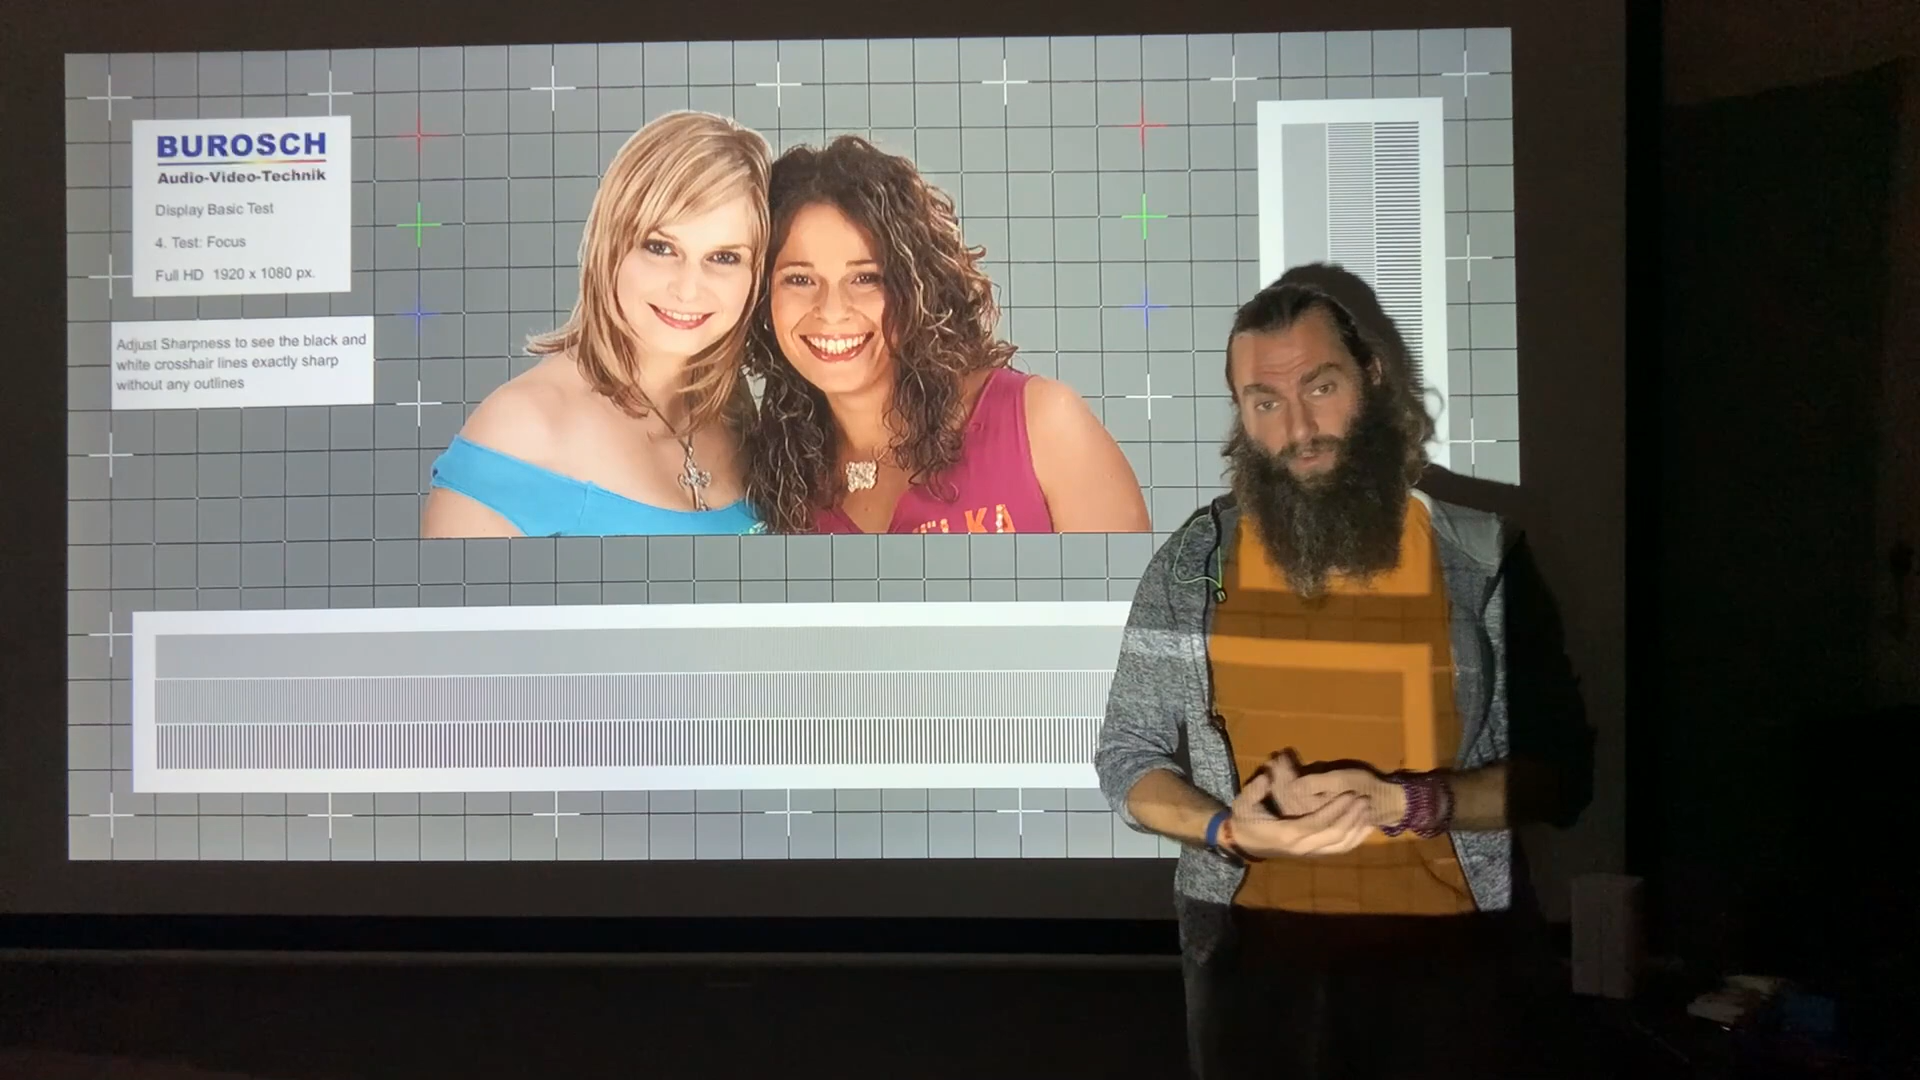 BUROSCH
Audio-Video-Technik
Display Basic Test
4. Test: Focus
Full HD 1920 x 1080 px.
Adjust Sharpness to see the black and
white crosshair lines exactly sharp
without any outlines